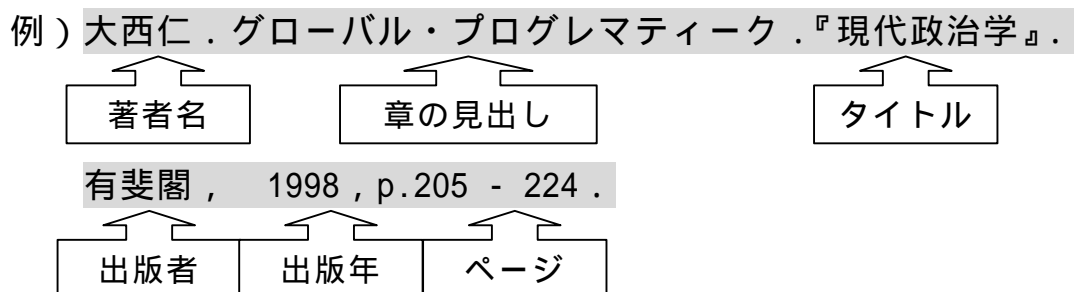 例）大西仁．グローバル・プログレマティーク．『現代政治学』．
著者名 章の見出し タイトル
有斐閣， 1998，p.205 - 224．
出版者 出版年 ページ